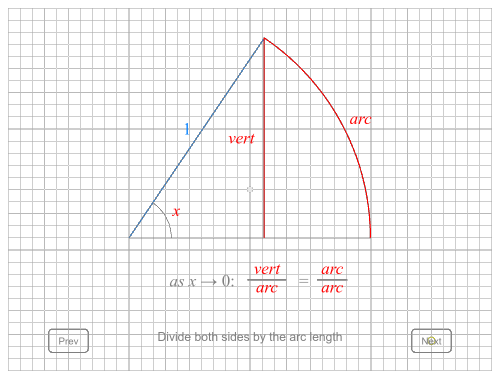 1
vert
arc
x
as x → 0: vert/arc = arc/arc
Divide both sides by the arc length
Prev
Next